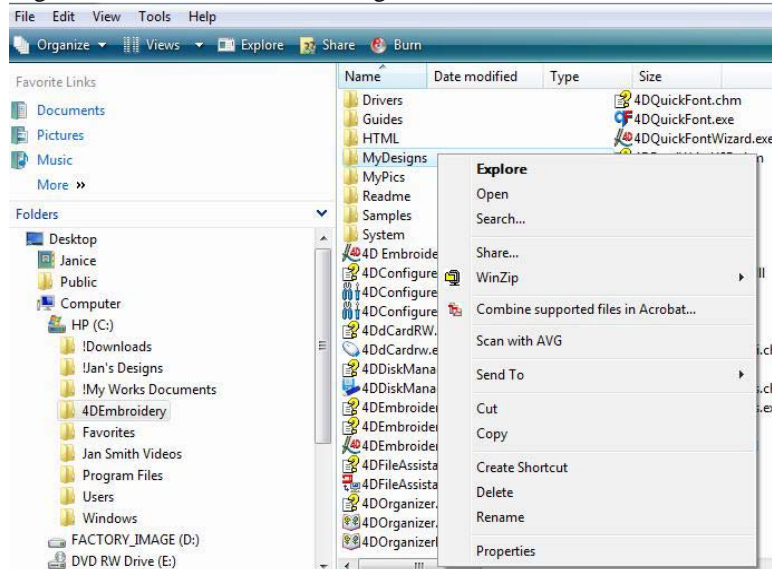 File Edit View Tools Help
Organize Views Explore Share Burn
Favorite Links
Documents
Pictures
Music
More »
Folders
Desktop
Janice
Public
Computer
HP (C:)
!Downloads
!Jan's Designs
!My Works Documents
4DEmbroidery
Favorites
Jan Smith Videos
Program Files
Users
Windows
FACTORY_IMAGE (D:)
DVD RW Drive (E:)
Name Date modified Type Size
Drivers
Guides
HTML
MyDesigns
MyPics
Readme
Samples
System
4D Embroide
4DConfigure
4DConfigure
4DConfigure
4DdCardRW.
4DdCardrw.e
4DDiskMana
4DDiskMana
4DEmbroider
4DEmbroider
4DEmbroider
4DFileAssista
4DFileAssista
4DOrganizer.
4DOrganizer.
4DOrganizerI
4DQuickFont.chm
4DQuickFont.exe
4DQuickFontWizard.exe
Explore
Open
Search...
Share...
WinZip
Combine supported files in Acrobat...
Scan with AVG
Send To
Cut
Copy
Create Shortcut
Delete
Rename
Properties